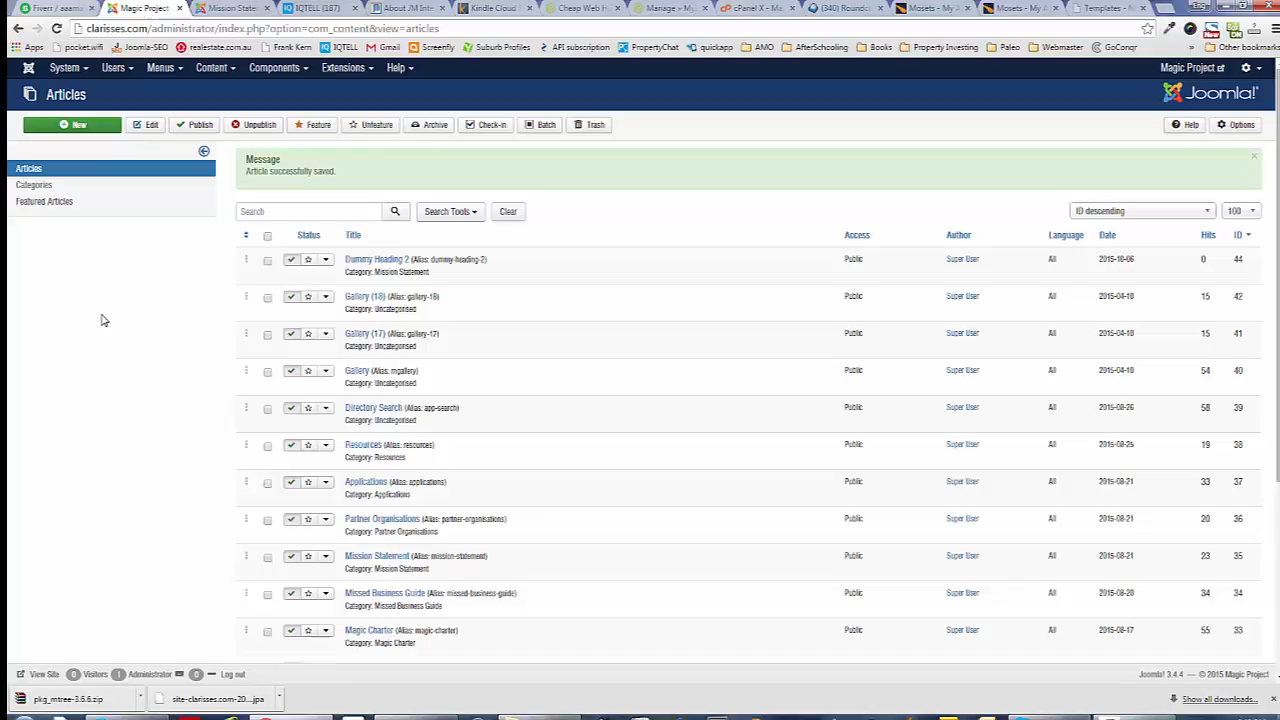 Fiverr / aaamo
Magic Project
Mission State
IQTELL (117)
About JM Inte
Kindle Cloud
Cheap Web H
Manage » My
cPanel X - Ma
(340) Rounde
Mosets - My A
Mosets - My A
Templates - M
clarisses.com/administrator/index.php?option=com_content&view=articles
Apps pocket.wifi Joomla-SEO realestate.com.au Frank Kern IQTELL Gmail Screenify Suburb Profiles API subscription PropertyChat AMO AfterSchooling Books Property Investing Paleo Webmaster GoConqr » Other bookmarks
System Users Menus Content Components Extensions Help Magic Project
Articles Joomla!
New Edit Publish Unpublish Feature Unfeature Archive Check-in Batch Trash Help Options
Articles
Categories
Featured Articles
Message
Article successfully saved.
Search Search Tools Clear ID descending 100
Status Title Access Author Language Date Hits ID
Dummy Heading 2 (Alias: dummy-heading-2) Public Super User All 2015-10-06 0 44
Category: Mission Statement
Gallery (18) (Alias: gallery-18) Public Super User All 2015-04-10 15 42
Category: Uncategorised
Gallery (17) (Alias: gallery-17) Public Super User All 2015-04-10 15 41
Category: Uncategorised
Gallery (Alias: mgallery) Public Super User All 2015-04-10 54 40
Category: Uncategorised
Directory Search (Alias: app-search) Public Super User All 2015-08-26 58 39
Category: Uncategorised
Resources (Alias: resources) Public Super User All 2015-08-25 19 38
Category: Resources
Applications (Alias: applications) Public Super User All 2015-08-21 33 37
Category: Applications
Partner Organisations (Alias: partner-organisations) Public Super User All 2015-08-21 20 36
Category: Partner Organisations
Mission Statement (Alias: mission-statement) Public Super User All 2015-08-21 23 35
Category: Mission Statement
Missed Business Guide (Alias: missed-business-guide) Public Super User All 2015-08-20 34 34
Category: Missed Business Guide
Magic Charter (Alias: magic-charter) Public Super User All 2015-08-17 55 33
Category: Magic Charter
View Site 0 Visitors 1 Administrator 0 Log out Joomla! 3.4.4 — © 2015 Magic Project
pkg_mtree-3.6.6.zip site-clarisses.com-20....jpa Show all downloads...